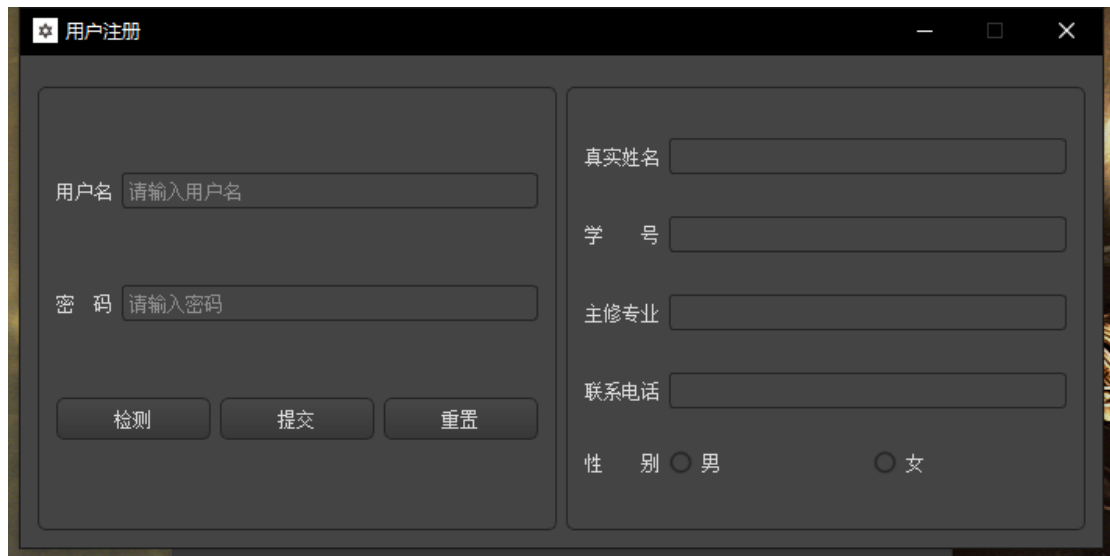 用户注册
用户名 请输入用户名
密 码 请输入密码
检测 提交 重置
真实姓名
学 号
主修专业
联系电话
性 别 男 女